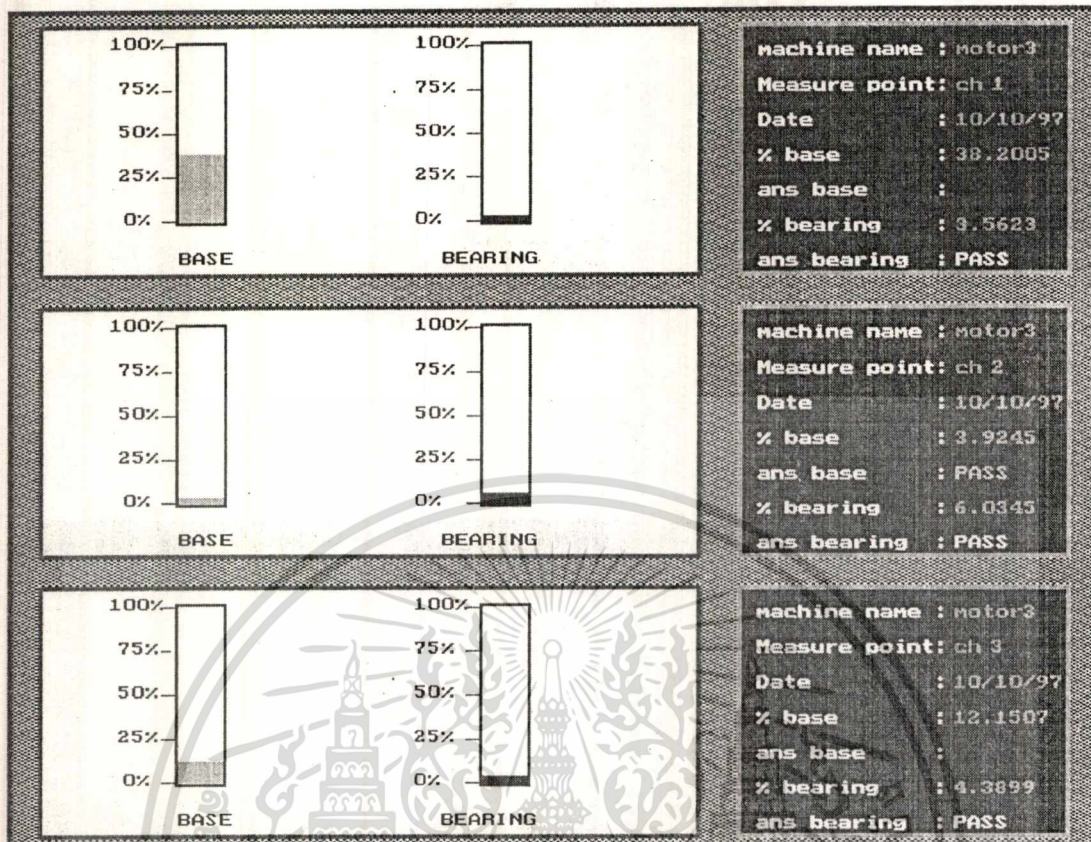 100%
75%
50%
25%
0%
BASE
100%
75%
50%
25%
0%
BEARING
machine name : motor3
Measure point: ch 1
Date : 10/10/97
% base : 38.2005
ans base :
% bearing : 3.5623
ans bearing : PASS
100%
75%
50%
25%
0%
BASE
100%
75%
50%
25%
0%
BEARING
machine name : motor3
Measure point: ch 2
Date : 10/10/97
% base : 3.9245
ans base : PASS
% bearing : 6.0345
ans bearing : PASS
100%
75%
50%
25%
0%
BASE
100%
75%
50%
25%
0%
BEARING
machine name : motor3
Measure point: ch 3
Date : 10/10/97
% base : 12.1507
ans base :
% bearing : 4.3899
ans bearing : PASS